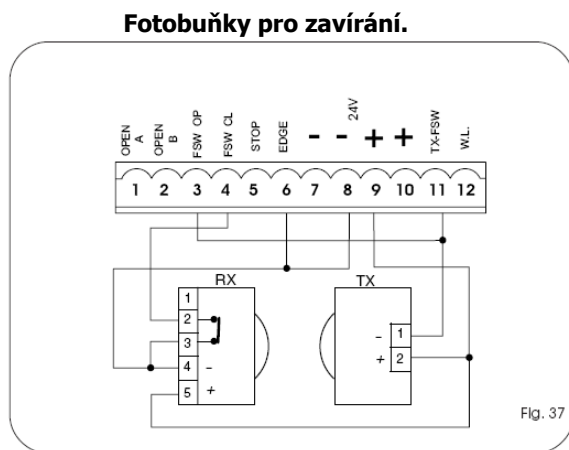 Fotobuňky pro zavírání.
OPEN A
OPEN B
FSW OP
FSW CL
STOP
EDGE
-
- 24V
+
+
TX-FSW
W.L.
1 2 3 4 5 6 7 8 9 10 11 12
RX
1
2
3
4 -
5 +
TX
- 1
+ 2
Fig. 37